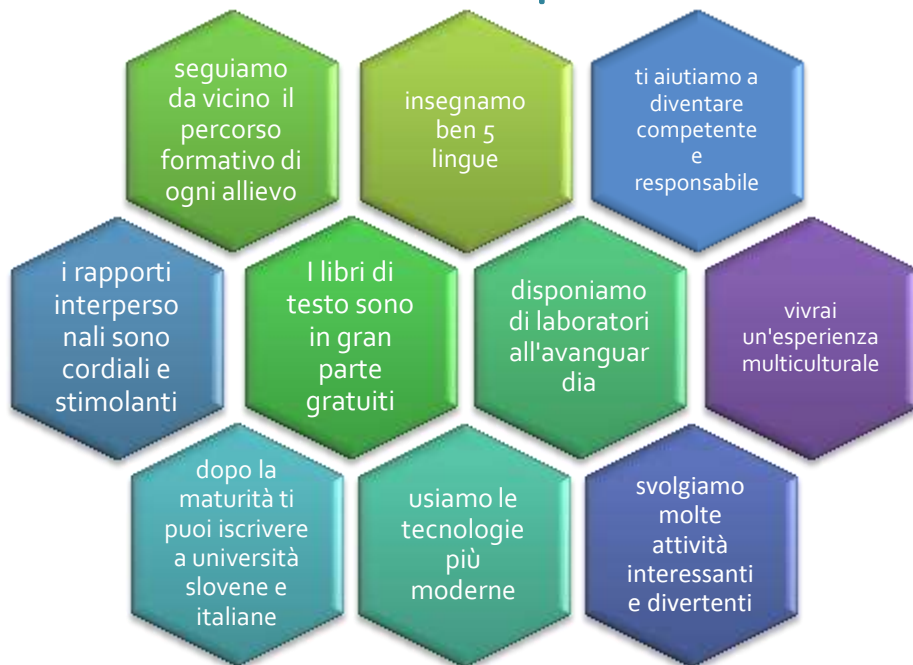 seguiamo
da vicino il
percorso
formativo di
ogni allievo
insegnamo
ben 5
lingue
ti aiutiamo a
diventare
competente
e
responsabile
i rapporti
interperso
nali sono
cordiali e
stimolanti
I libri di
testo sono
in gran
parte
gratuiti
disponiamo
di laboratori
all'avanguar
dia
vivrai
un'esperienza
multiculturale
dopo la
maturità ti
puoi iscrivere
a università
slovene e
italiane
usiamo le
tecnologie
più
moderne
svolgiamo
molte
attività
interessanti
e divertenti